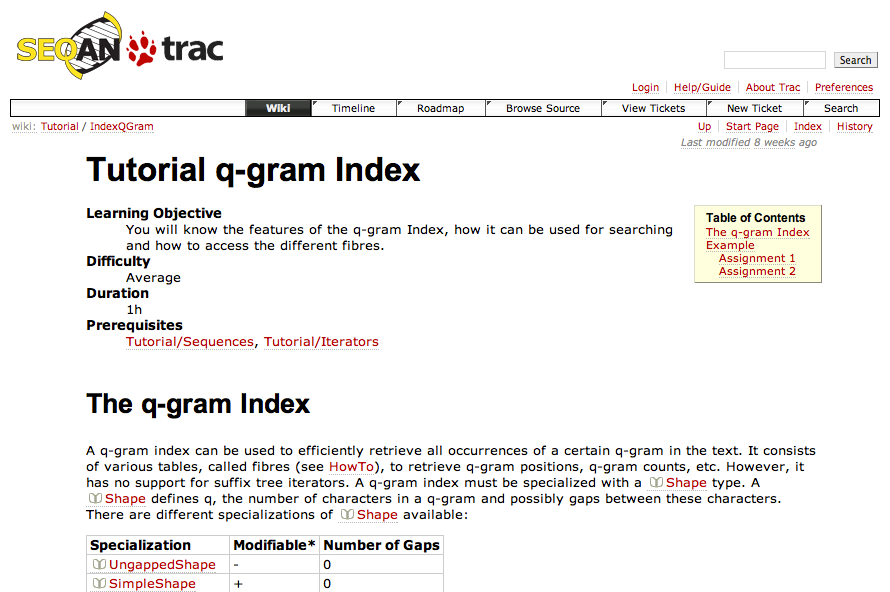 SEQAN trac
Search
Login Help/Guide About Trac Preferences
Wiki Timeline Roadmap Browse Source View Tickets New Ticket Search
wiki: Tutorial / IndexQGram
Up Start Page Index History
Last modified 8 weeks ago
Tutorial q-gram Index
Learning Objective
You will know the features of the q-gram Index, how it can be used for searching
and how to access the different fibres.
Difficulty
Average
Duration
1h
Prerequisites
Tutorial/Sequences, Tutorial/Iterators
Table of Contents
The q-gram Index
Example
Assignment 1
Assignment 2
The q-gram Index
A q-gram index can be used to efficiently retrieve all occurrences of a certain q-gram in the text. It consists
of various tables, called fibres (see HowTo), to retrieve q-gram positions, q-gram counts, etc. However, it
has no support for suffix tree iterators. A q-gram index must be specialized with a Shape type. A
Shape defines q, the number of characters in a q-gram and possibly gaps between these characters.
There are different specializations of Shape available:
Specialization Modifiable* Number of Gaps
UngappedShape - 0
SimpleShape + 0